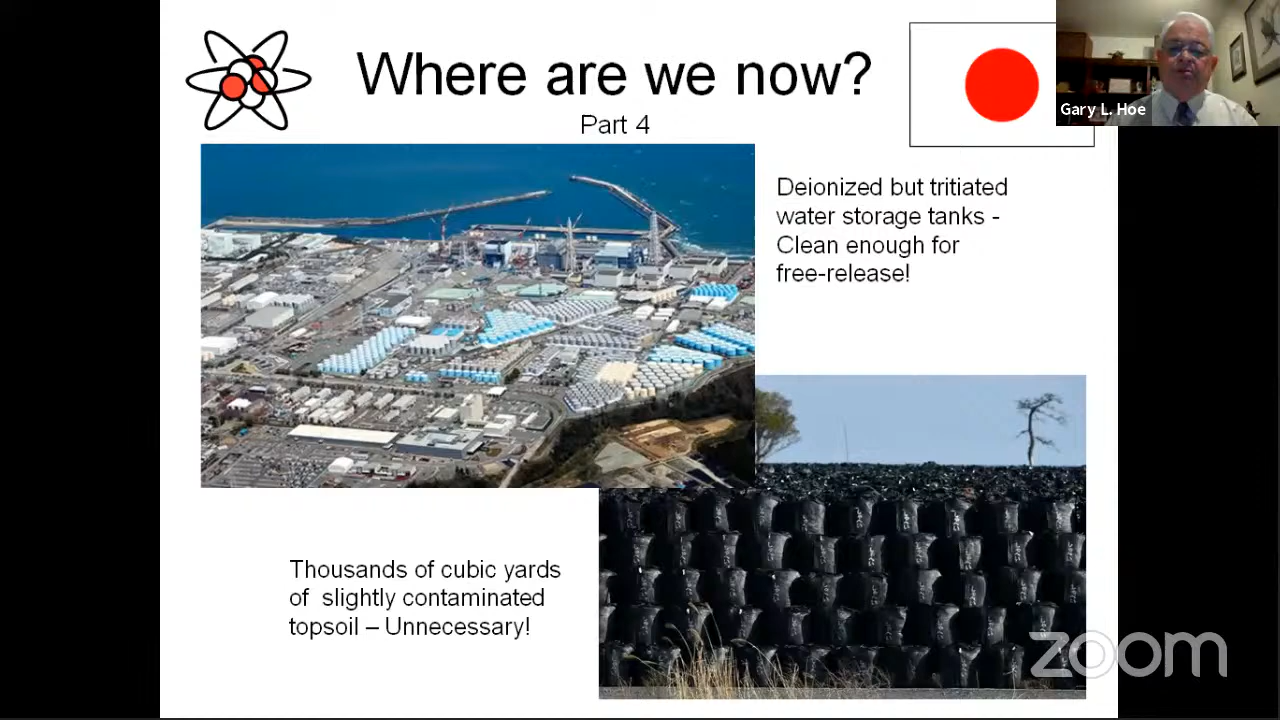 Where are we now?
Part 4
Gary L. Hoe
Deionized but tritiated
water storage tanks -
Clean enough for
free-release!
Thousands of cubic yards
of slightly contaminated
topsoil – Unnecessary!
zoom